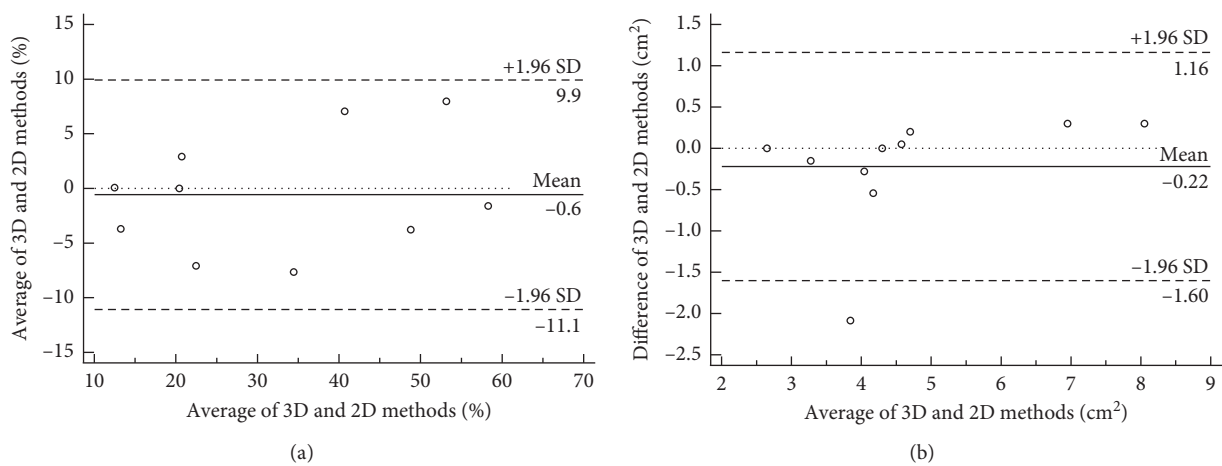 Average of 3D and 2D methods (%)
15
10
5
0
–5
–10
–15
+1.96 SD
9.9
Mean
–0.6
–1.96 SD
–11.1
10 20 30 40 50 60 70
Average of 3D and 2D methods (%)
(a)
Difference of 3D and 2D methods (cm²)
1.5
1.0
0.5
0.0
–0.5
–1.0
–1.5
–2.0
–2.5
+1.96 SD
1.16
Mean
–0.22
–1.96 SD
–1.60
2 3 4 5 6 7 8 9
Average of 3D and 2D methods (cm²)
(b)